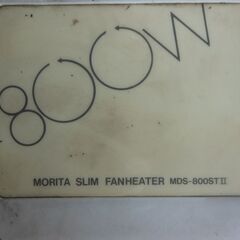 800W
MORITA SLIM FANHEATER MDS-800STⅡ